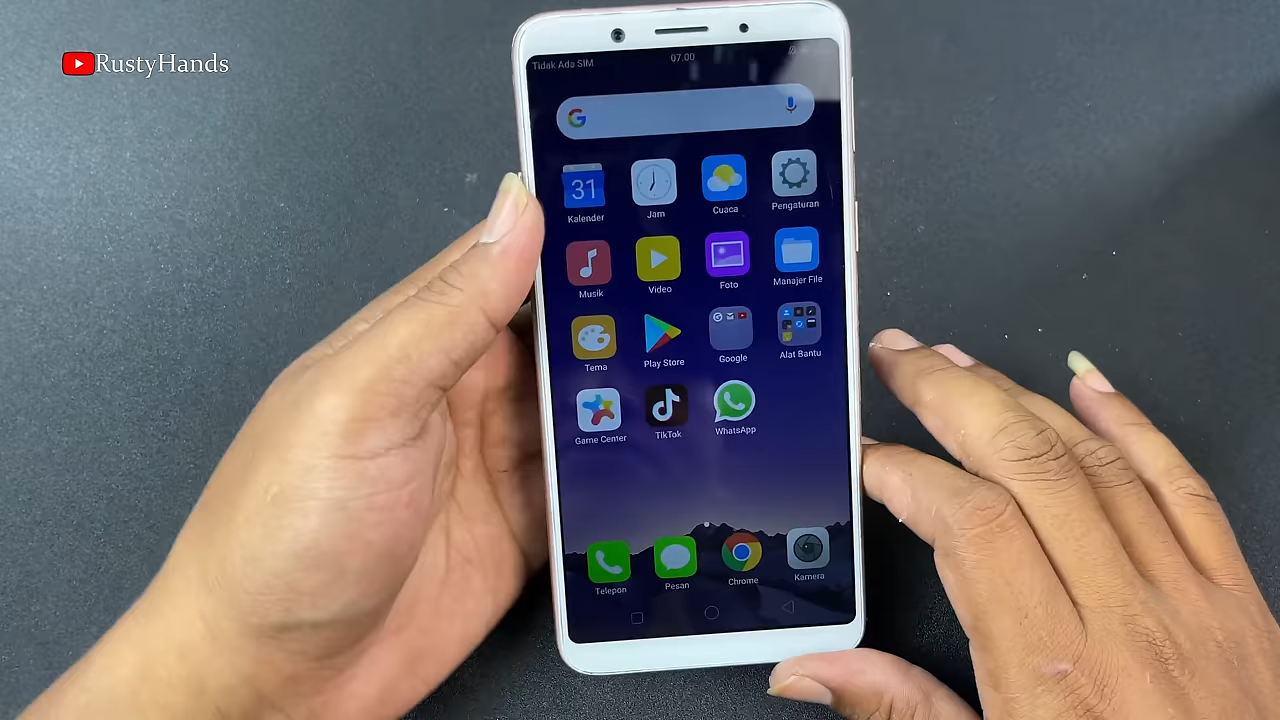 RustyHands
Tidak Ada SIM 07.00
31
Kalender Jam Cuaca Pengaturan
Musik Video Foto Manajer File
Tema Play Store Google Alat Bantu
Game Center TikTok WhatsApp
Telepon Pesan Chrome Kamera